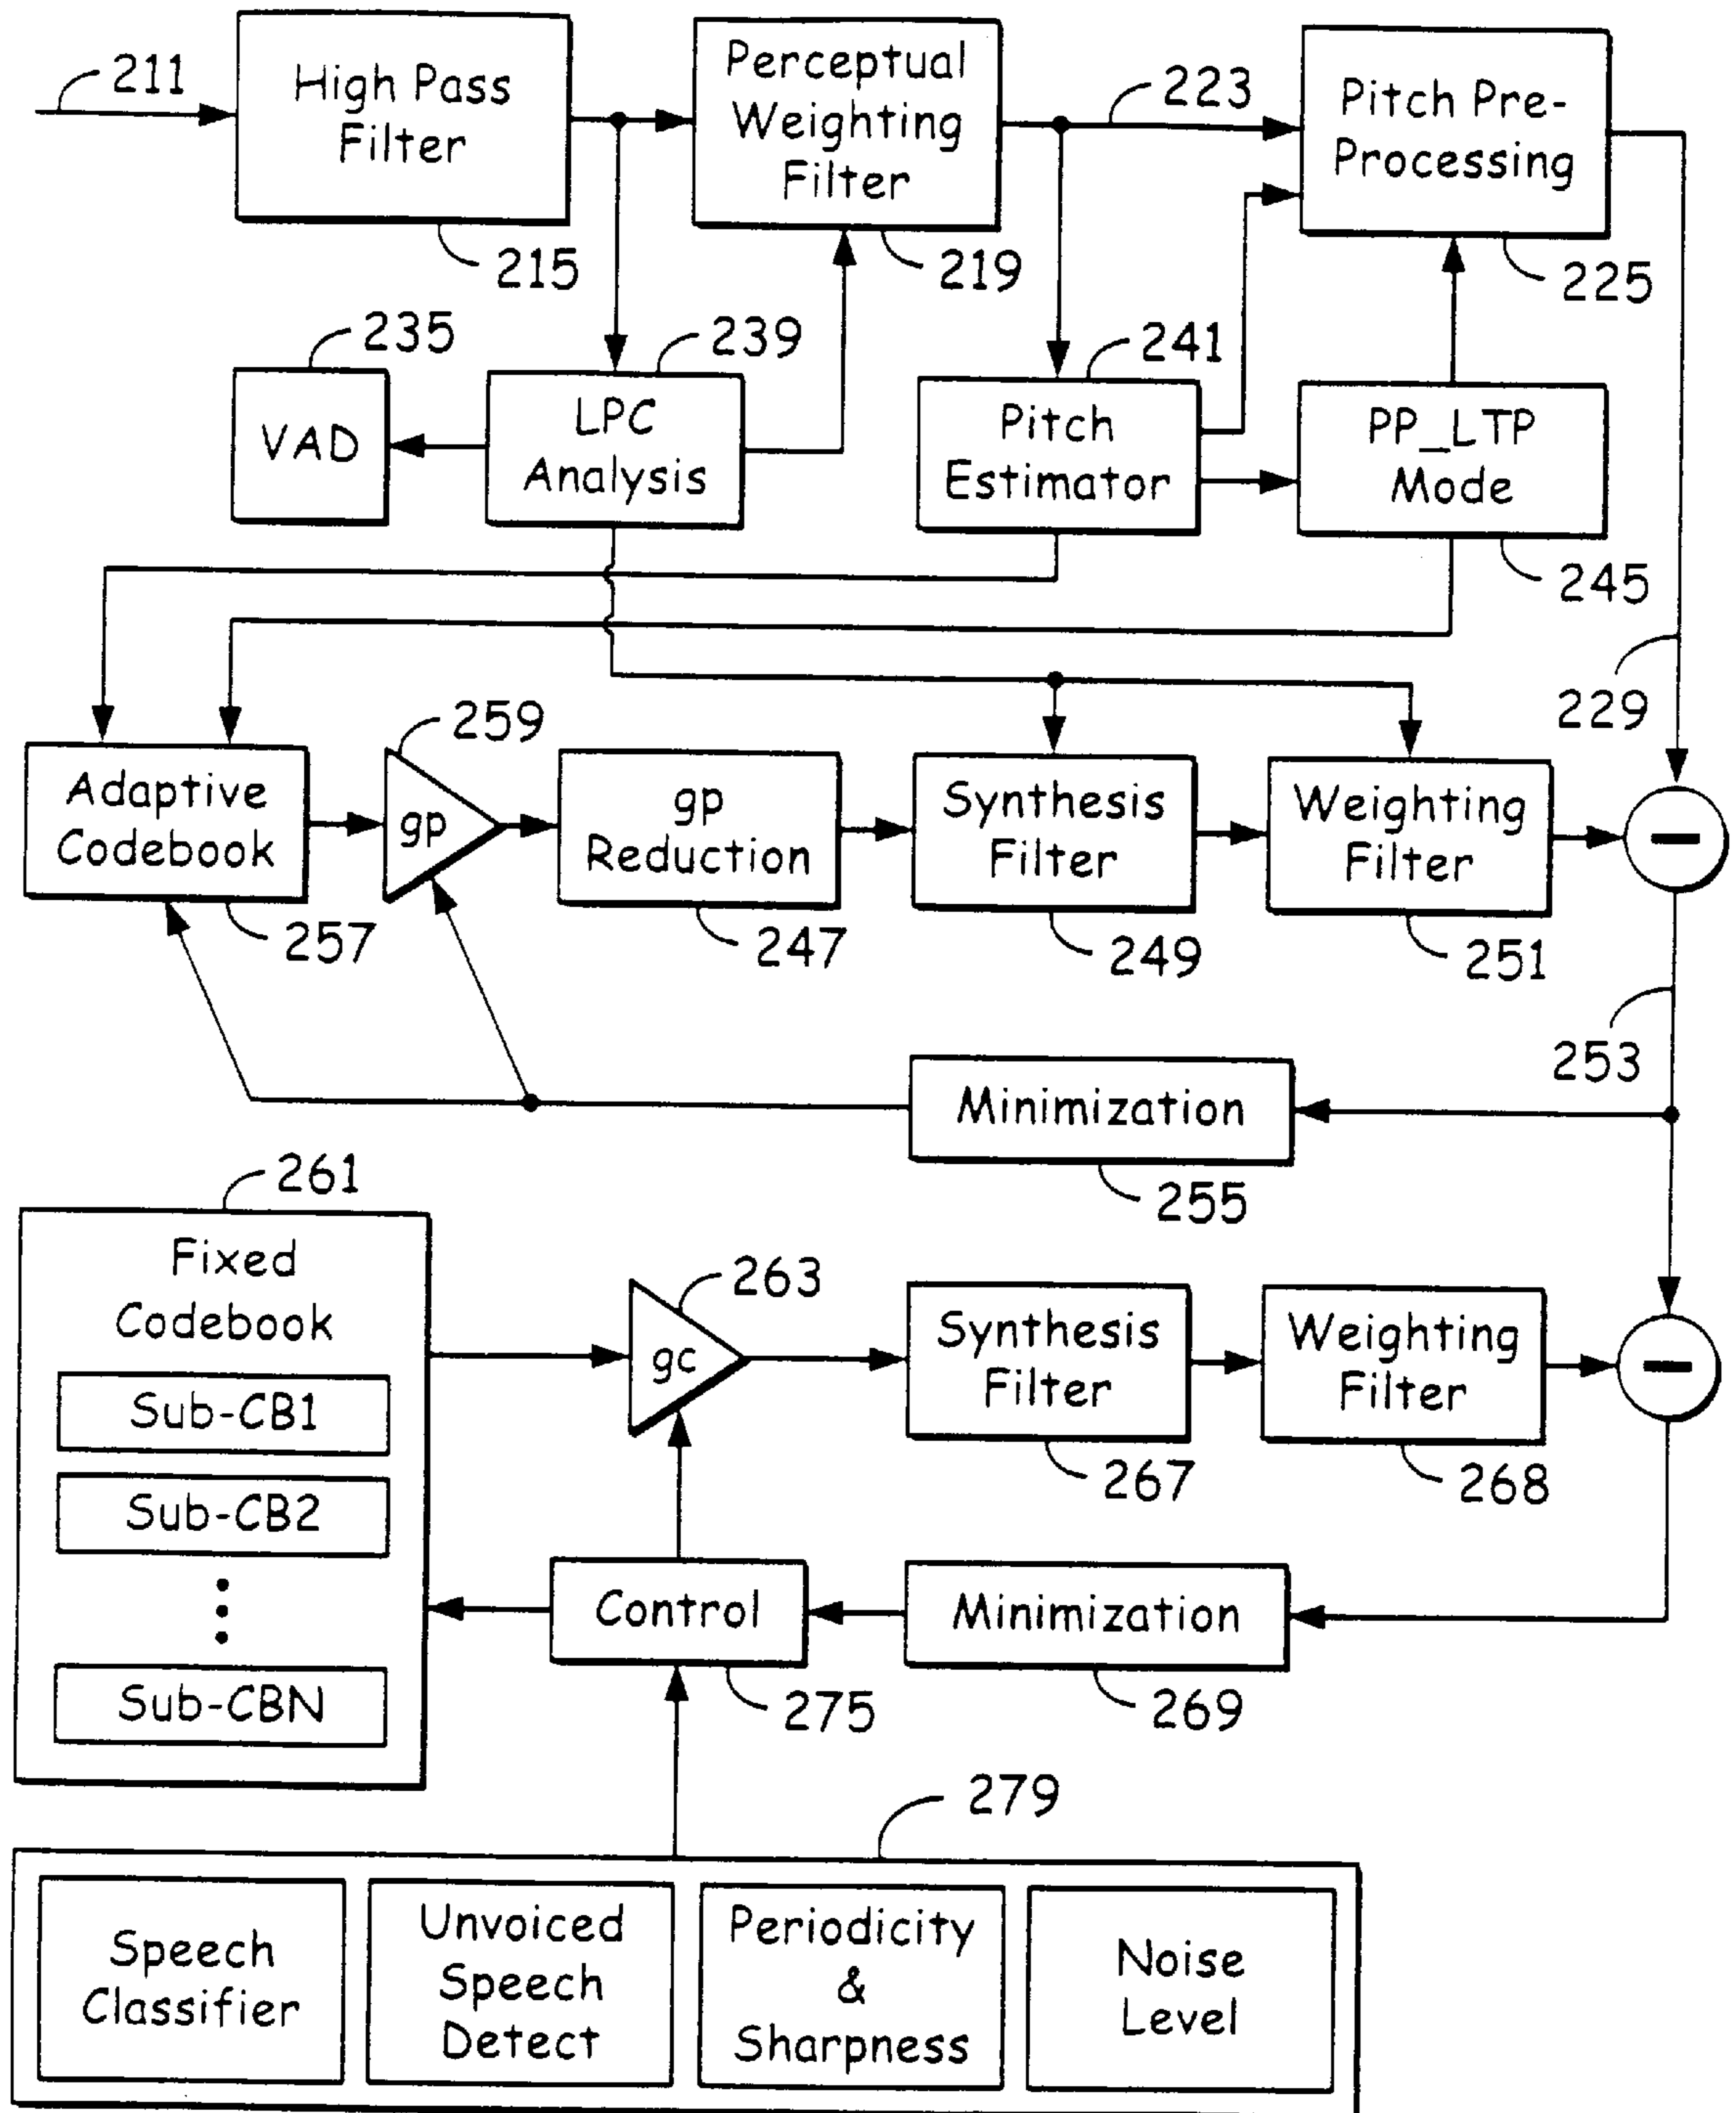 211
High Pass
Filter
215
Perceptual
Weighting
Filter
219
223
Pitch Pre-
Processing
225
235
VAD
239
LPC
Analysis
241
Pitch
Estimator
PP_LTP
Mode
245
229
Adaptive
Codebook
257
259
gp
gp
Reduction
247
Synthesis
Filter
249
Weighting
Filter
251
253
Minimization
255
261
Fixed
Codebook
Sub-CB1
Sub-CB2
Sub-CBN
263
gc
Synthesis
Filter
267
Weighting
Filter
268
Control
275
Minimization
269
279
Speech
Classifier
Unvoiced
Speech
Detect
Periodicity
&
Sharpness
Noise
Level